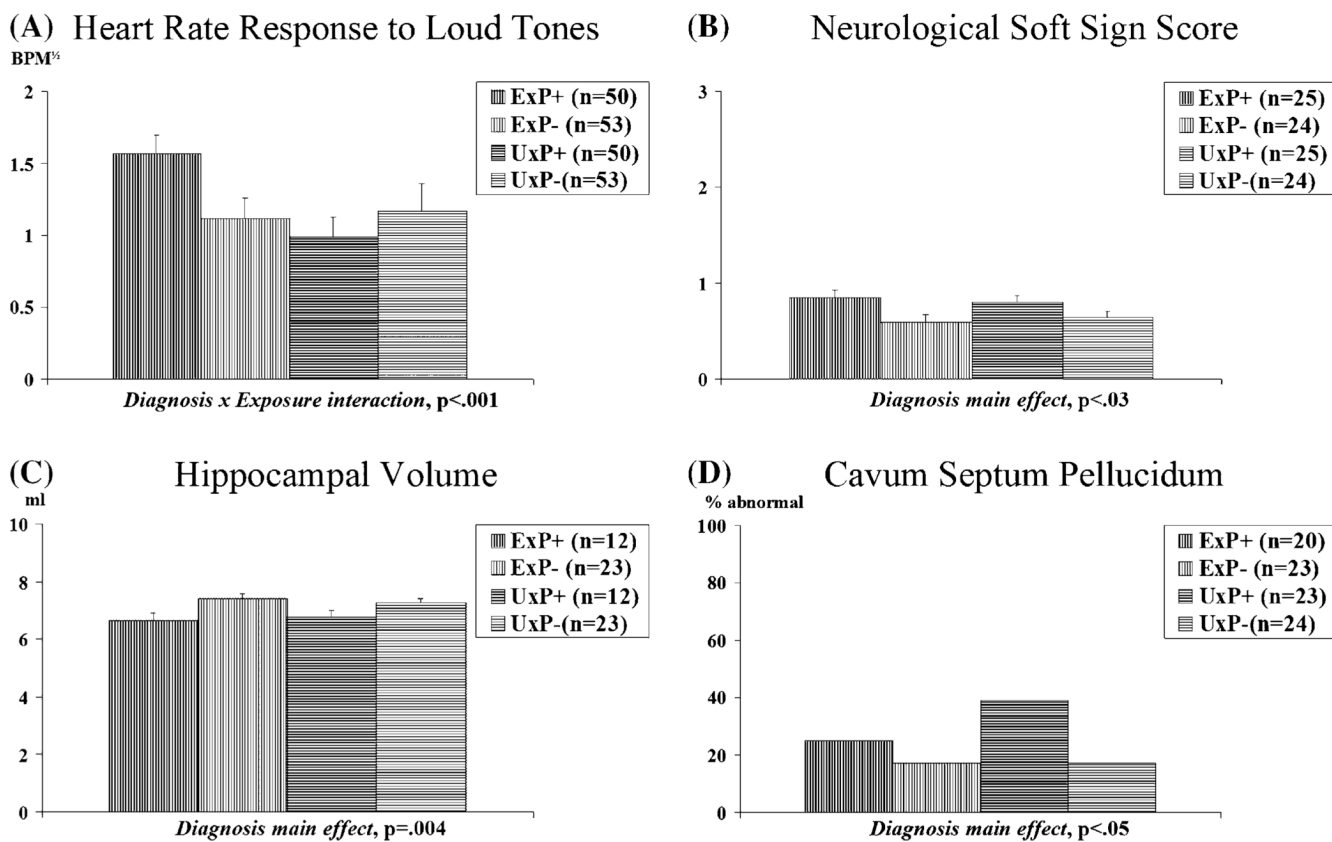 (A) Heart Rate Response to Loud Tones
BPM½
2
1.5
1
0.5
0
ExP+ (n=50)
ExP- (n=53)
UxP+ (n=50)
UxP-(n=53)
Diagnosis x Exposure interaction, p<.001
(B) Neurological Soft Sign Score
3
2
1
0
ExP+ (n=25)
ExP- (n=24)
UxP+ (n=25)
UxP-(n=24)
Diagnosis main effect, p<.03
(C) Hippocampal Volume
ml
10
8
6
4
2
0
ExP+ (n=12)
ExP- (n=23)
UxP+ (n=12)
UxP-(n=23)
Diagnosis main effect, p=.004
(D) Cavum Septum Pellucidum
% abnormal
100
80
60
40
20
0
ExP+ (n=20)
ExP- (n=23)
UxP+ (n=23)
UxP-(n=24)
Diagnosis main effect, p<.05